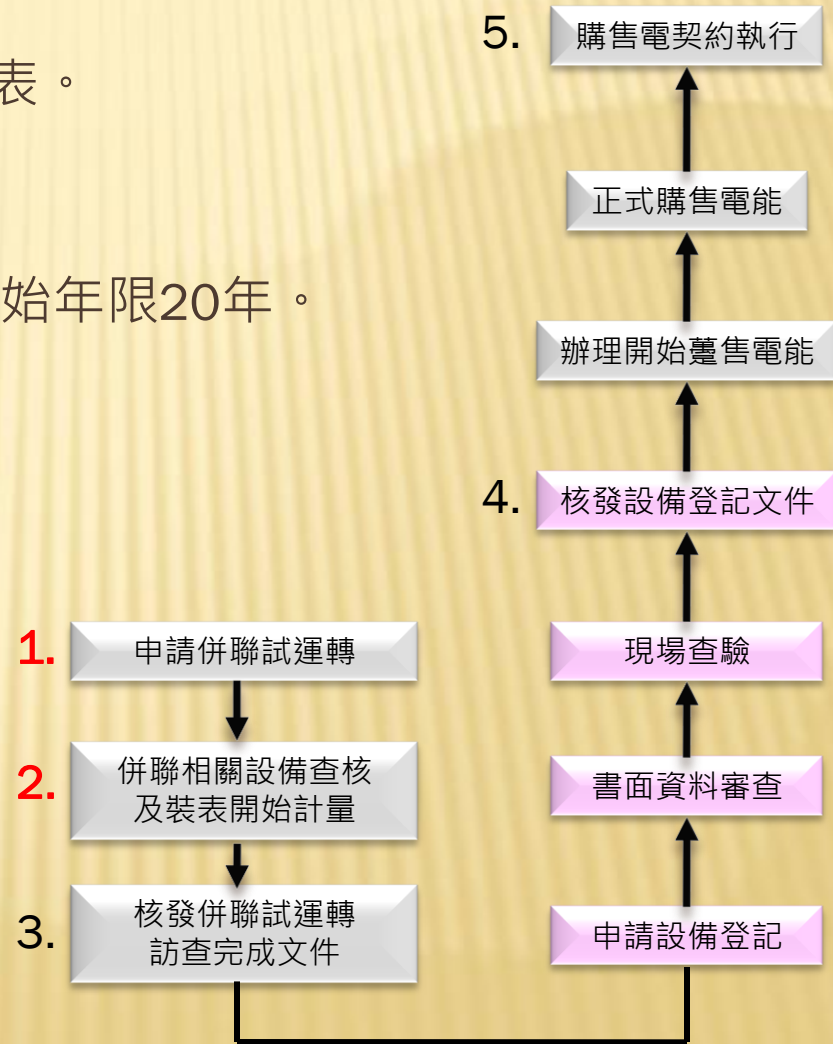 表。
始年限20年。
1. 申請併聯試運轉
2. 併聯相關設備查核
及裝表開始計量
3. 核發併聯試運轉
訪查完成文件
申請設備登記
書面資料審查
現場查驗
4. 核發設備登記文件
辦理開始躉售電能
正式購售電能
5. 購售電契約執行